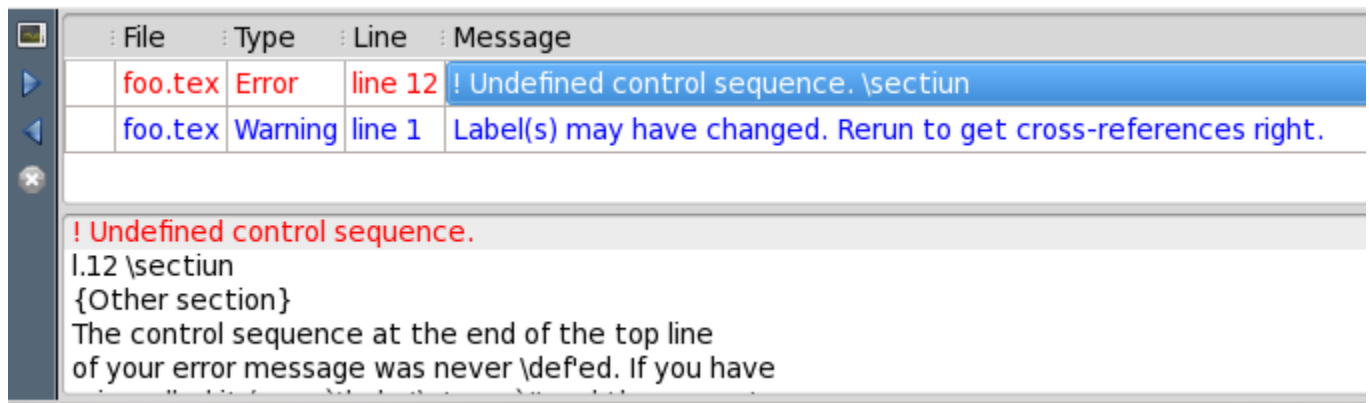 File Type Line Message
foo.tex Error line 12 ! Undefined control sequence. \sectiun
foo.tex Warning line 1 Label(s) may have changed. Rerun to get cross-references right.
! Undefined control sequence.
l.12 \sectiun
{Other section}
The control sequence at the end of the top line
of your error message was never \def'ed. If you have